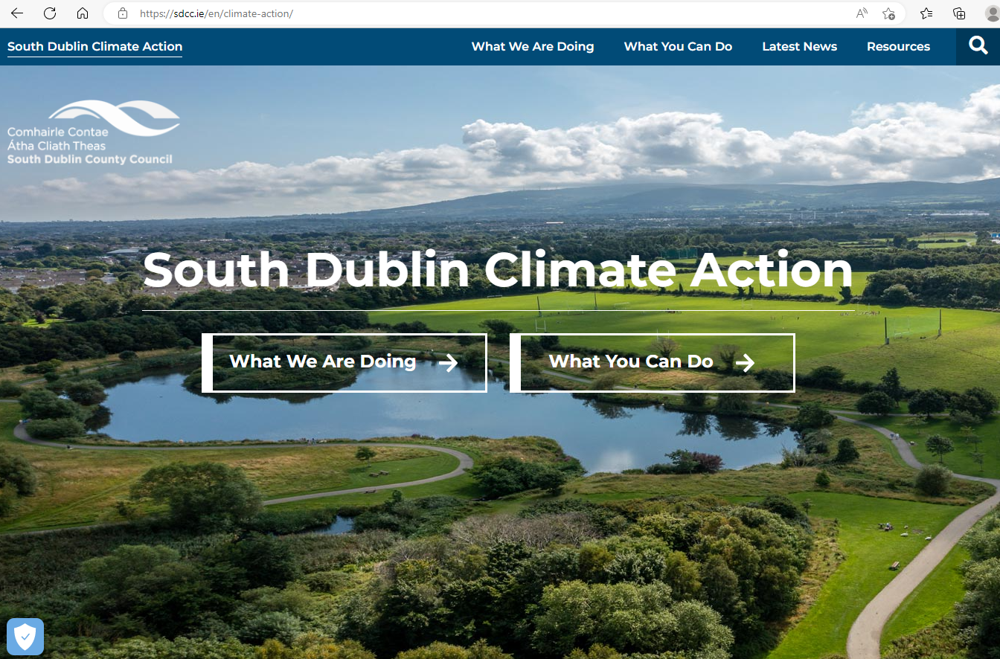 https://sdcc.ie/en/climate-action/
South Dublin Climate Action
What We Are Doing
What You Can Do
Latest News
Resources
Comhairle Contae
Átha Cliath Theas
South Dublin County Council
South Dublin Climate Action
What We Are Doing
What You Can Do